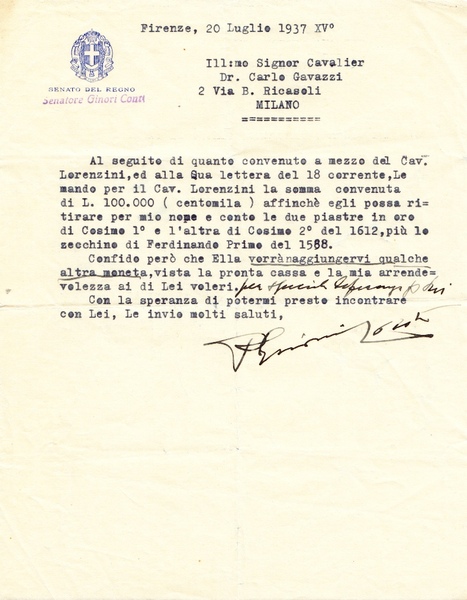 Firenze, 20 Luglio 1937 XV°
SENATO DEL REGNO
Senatore Ginori Conti
Ill:mo Signor Cavalier
Dr. Carlo Gavazzi
2 Via B. Ricasoli
MILANO
===========
Al seguito di quanto convenuto a mezzo del Cav.
Lorenzini,ed alla Qua lettera del 18 corrente,Le
mando per il Cav. Lorenzini la somma convenuta
di L. 100.000 ( centomila ) affinchè egli possa ri-
tirare per mio nome e conto le due piastre in oro
di Cosimo 1° e l'altra di Cosimo 2° del 1612, più lo
zecchino di Ferdinando Primo del 1588.
Confido però che Ella vorrànaggiungervi qualche
altra moneta,vista la pronta cassa e la mia arrende=
volezza ai di Lei voleri. per
Con la speranza di potermi presto incontrare
con Lei, Le invio molti saluti,